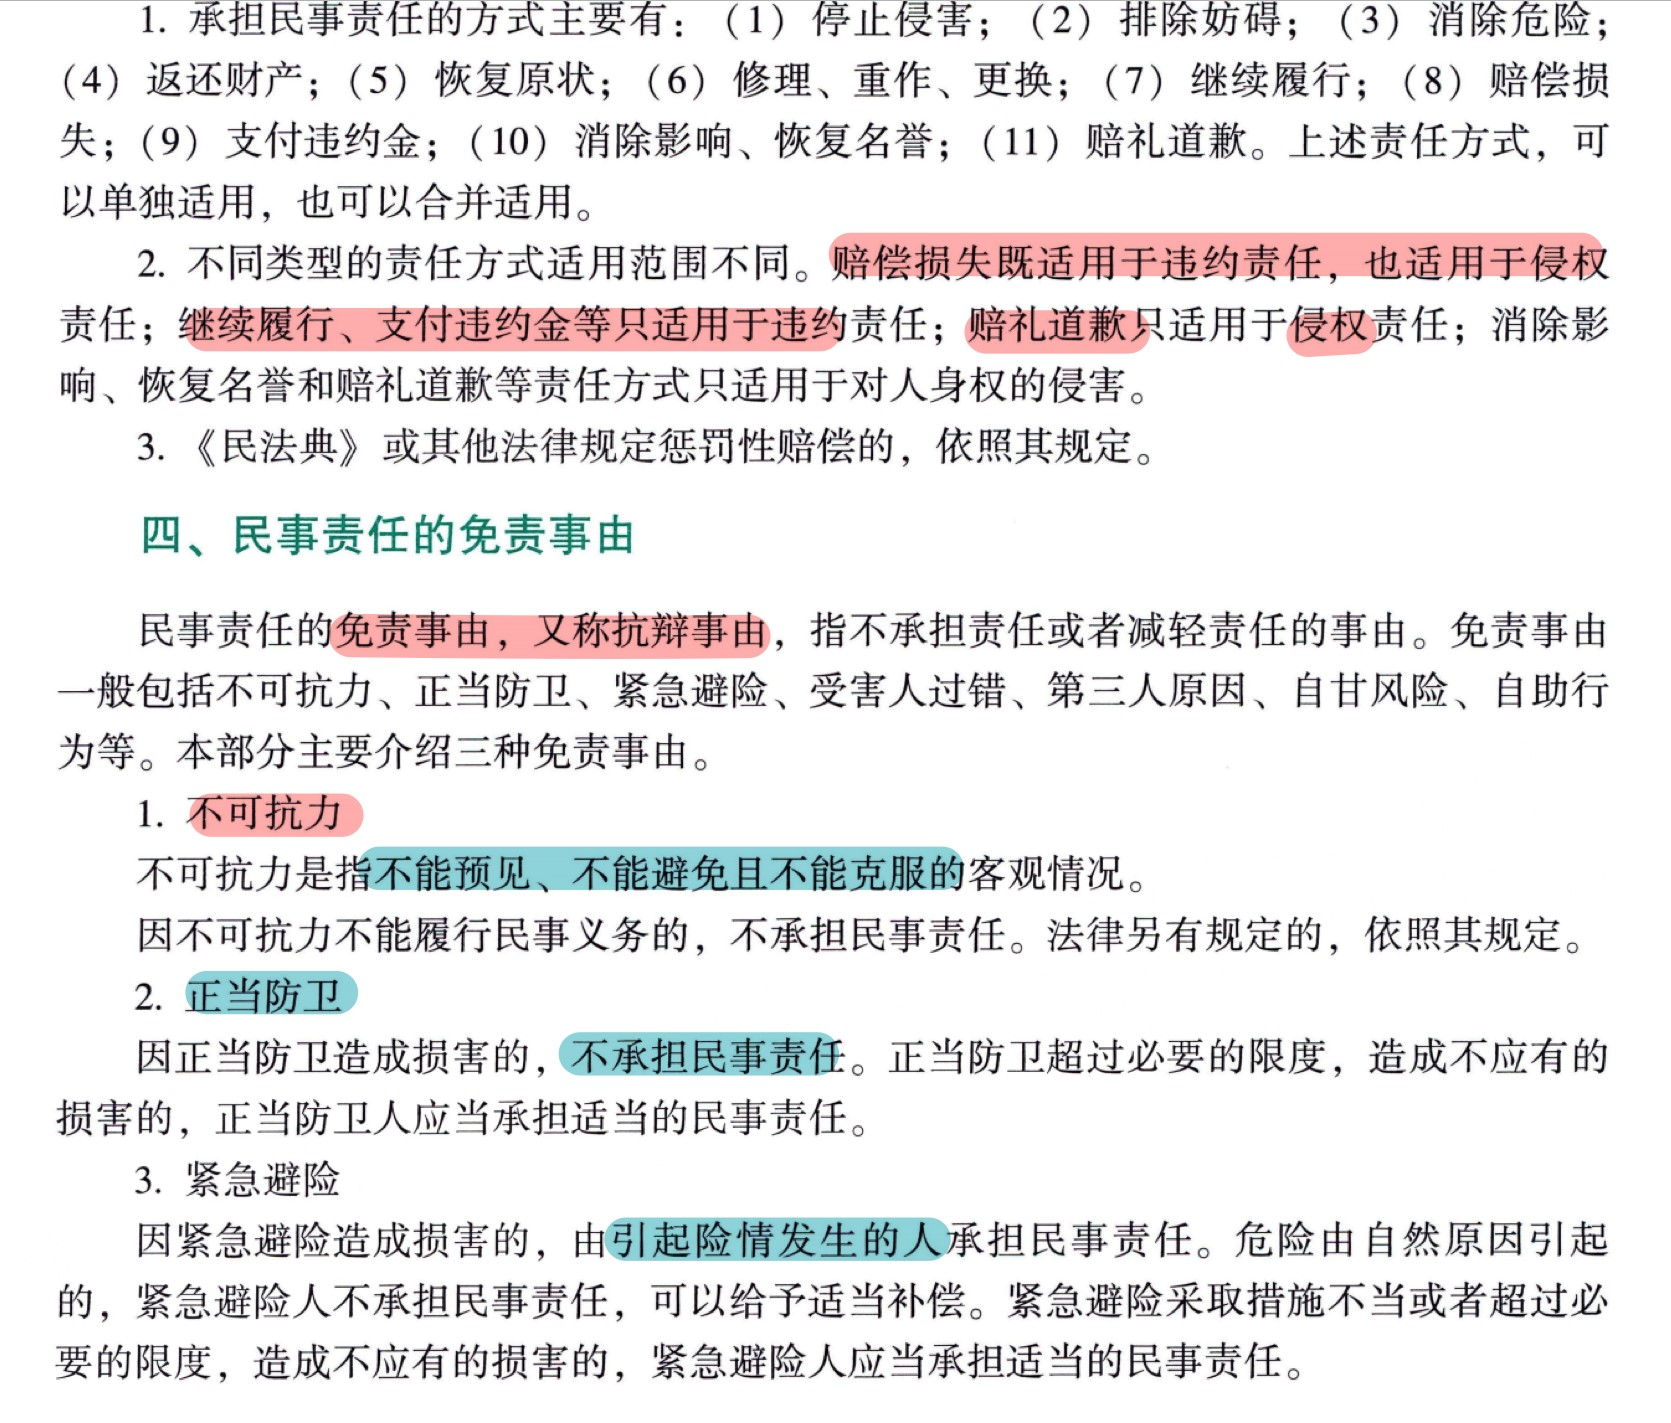 1. 承担民事责任的方式主要有：（1）停止侵害；（2）排除妨碍；（3）消除危险；
（4）返还财产；（5）恢复原状；（6）修理、重作、更换；（7）继续履行；（8）赔偿损
失；（9）支付违约金；（10）消除影响、恢复名誉；（11）赔礼道歉。上述责任方式，可
以单独适用，也可以合并适用。
2. 不同类型的责任方式适用范围不同。赔偿损失既适用于违约责任，也适用于侵权
责任；继续履行、支付违约金等只适用于违约责任；赔礼道歉只适用于侵权责任；消除影
响、恢复名誉和赔礼道歉等责任方式只适用于对人身权的侵害。
3. 《民法典》或其他法律规定惩罚性赔偿的，依照其规定。
四、民事责任的免责事由
民事责任的免责事由，又称抗辩事由，指不承担责任或者减轻责任的事由。免责事由
一般包括不可抗力、正当防卫、紧急避险、受害人过错、第三人原因、自甘风险、自助行
为等。本部分主要介绍三种免责事由。
1. 不可抗力
不可抗力是指不能预见、不能避免且不能克服的客观情况。
因不可抗力不能履行民事义务的，不承担民事责任。法律另有规定的，依照其规定。
2. 正当防卫
因正当防卫造成损害的，不承担民事责任。正当防卫超过必要的限度，造成不应有的
损害的，正当防卫人应当承担适当的民事责任。
3. 紧急避险
因紧急避险造成损害的，由引起险情发生的人承担民事责任。危险由自然原因引起
的，紧急避险人不承担民事责任，可以给予适当补偿。紧急避险采取措施不当或者超过必
要的限度，造成不应有的损害的，紧急避险人应当承担适当的民事责任。